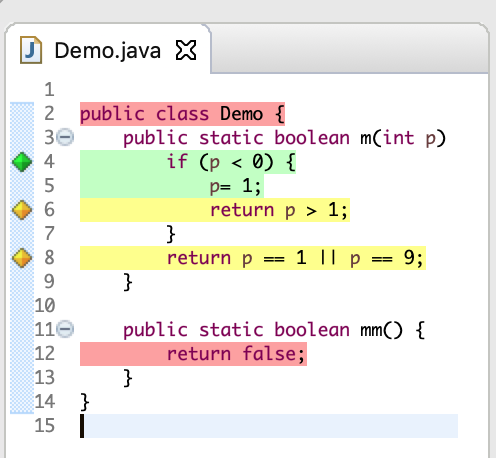 Demo.java
1
2 public class Demo {
3 public static boolean m(int p)
4 if (p < 0) {
5 p= 1;
6 return p > 1;
7 }
8 return p == 1 || p == 9;
9 }
10
11 public static boolean mm() {
12 return false;
13 }
14 }
15